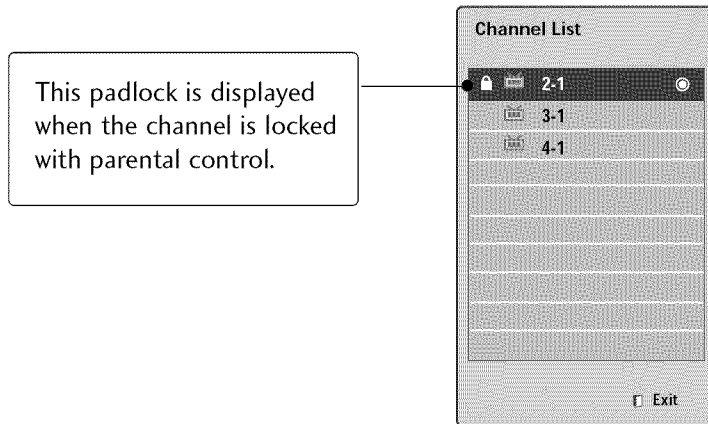 Channel List
This padlock is displayed
when the channel is locked
with parental control.
2-1
3-1
4-1
Exit